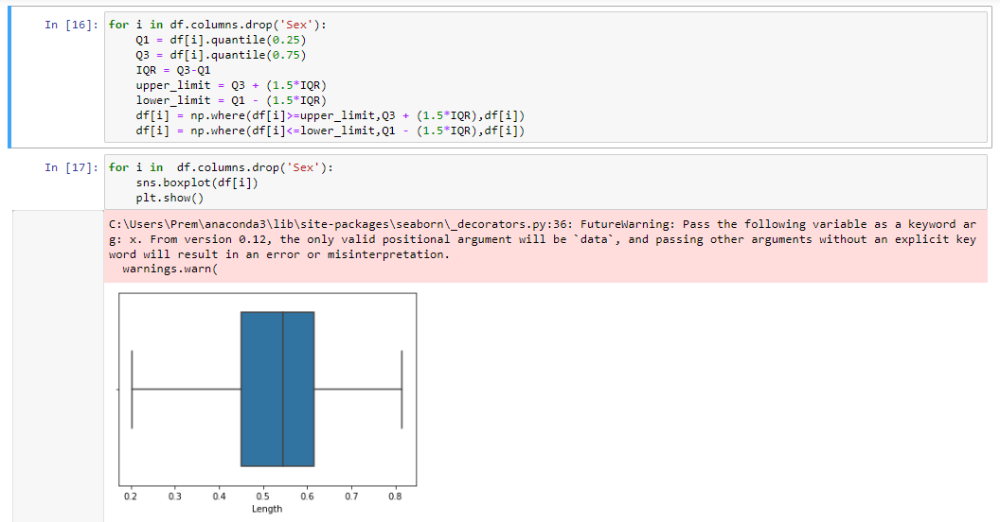 In [16]: for i in df.columns.drop('Sex'):
    Q1 = df[i].quantile(0.25)
    Q3 = df[i].quantile(0.75)
    IQR = Q3-Q1
    upper_limit = Q3 + (1.5*IQR)
    lower_limit = Q1 - (1.5*IQR)
    df[i] = np.where(df[i]>=upper_limit,Q3 + (1.5*IQR),df[i])
    df[i] = np.where(df[i]<=lower_limit,Q1 - (1.5*IQR),df[i])
In [17]: for i in  df.columns.drop('Sex'):
    sns.boxplot(df[i])
    plt.show()
C:\Users\Prem\anaconda3\lib\site-packages\seaborn\_decorators.py:36: FutureWarning: Pass the following variable as a keyword ar
g: x. From version 0.12, the only valid positional argument will be `data`, and passing other arguments without an explicit key
word will result in an error or misinterpretation.
  warnings.warn(
0.2 0.3 0.4 0.5 0.6 0.7 0.8
Length